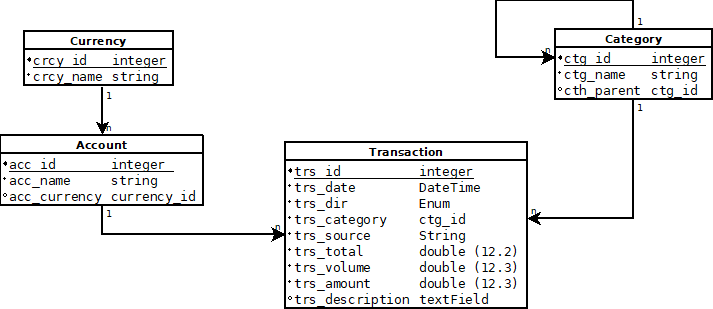 Currency
crcy_id integer
crcy_name string
1
n
Account
acc_id integer
acc_name string
acc_currency currency_id
1
n
Transaction
trs_id integer
trs_date DateTime
trs_dir Enum
trs_category ctg_id
trs_source String
trs_total double (12.2)
trs_volume double (12.3)
trs_amount double (12.3)
trs_description textField
1
n
Category
ctg_id integer
ctg_name string
cth_parent ctg_id
1
n